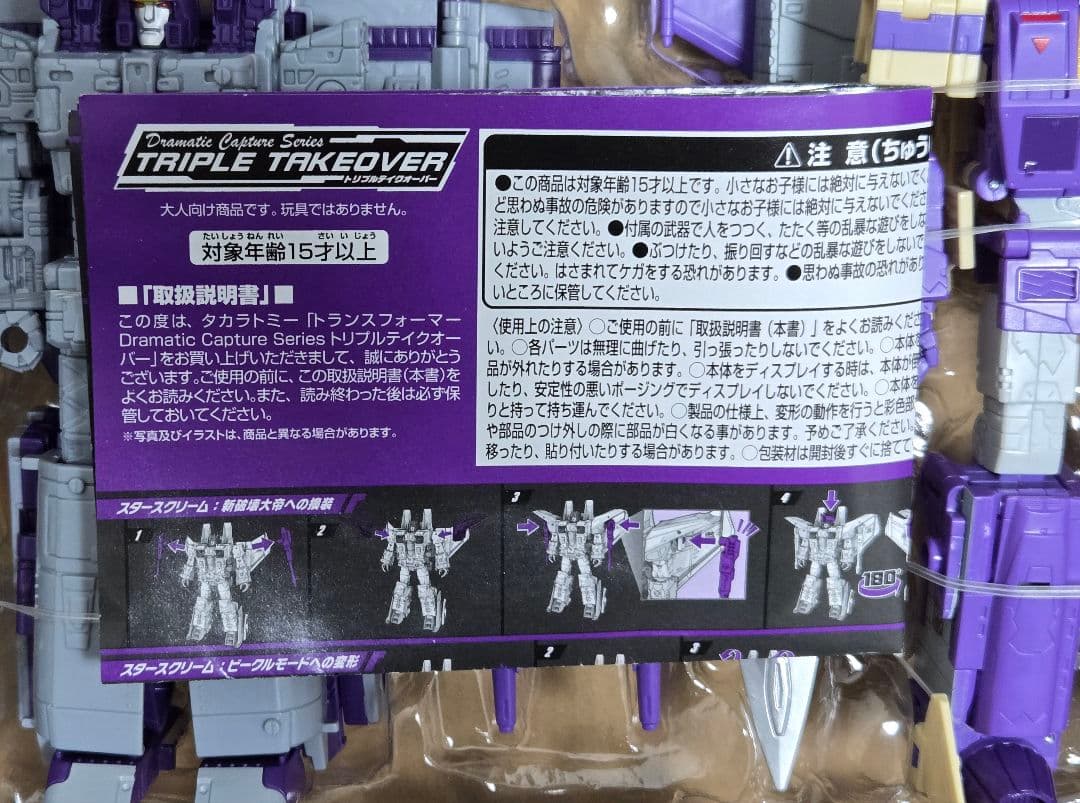 Dramatic Capture Series
TRIPLE TAKEOVER
トリプルテイクオーバー
大人向け商品です。玩具ではありません。
たいしょうねんれい さいいじょう
対象年齢15才以上
■「取扱説明書」■
この度は、タカラトミー「トランスフォーマー
Dramatic Capture Series トリプルテイクオー
バー」をお買い上げいただきまして、誠にありがとう
ございます。ご使用の前に、この取扱説明書(本書)を
よくお読みください。また、読み終わった後は必ず保
管しておいてください。
※写真及びイラストは、商品と異なる場合があります。
⚠注 意(ちゅう
●この商品は対象年齢15才以上です。小さなお子様には絶対に与えないでく
ど思わぬ事故の危険がありますので小さなお子様には絶対に与えないでくださ
注意してください。●付属の武器で人をつつく、たたく等の乱暴な遊びをしな
いようご注意ください。●ぶつけたり、振り回すなどの乱暴な遊びをしないで
ください。はさまれてケガをする恐れがあります。●思わぬ事故の恐れがあり
いところに保管してください。
〈使用上の注意〉○ご使用の前に「取扱説明書(本書)」をよくお読みくださ
い。○各パーツは無理に曲げたり、引っ張ったりしないでください。○本体
品が外れたりする場合があります。○本体をディスプレイする時は、本体が倒
したり、安定性の悪いポージングでディスプレイしないでください。○本体を
りと持って持ち運んでください。○製品の仕様上、変形の動作を行うと彩色部
や部品のつけ外しの際に部品が白くなる事があります。予めご了承ください。
移ったり、貼り付いたりする場合があります。○包装材は開封後すぐに捨てて
スタースクリーム:新破壊大帝への換装
1
2
3
4
180°
スタースクリーム:ビークルモードへの変形
2
3